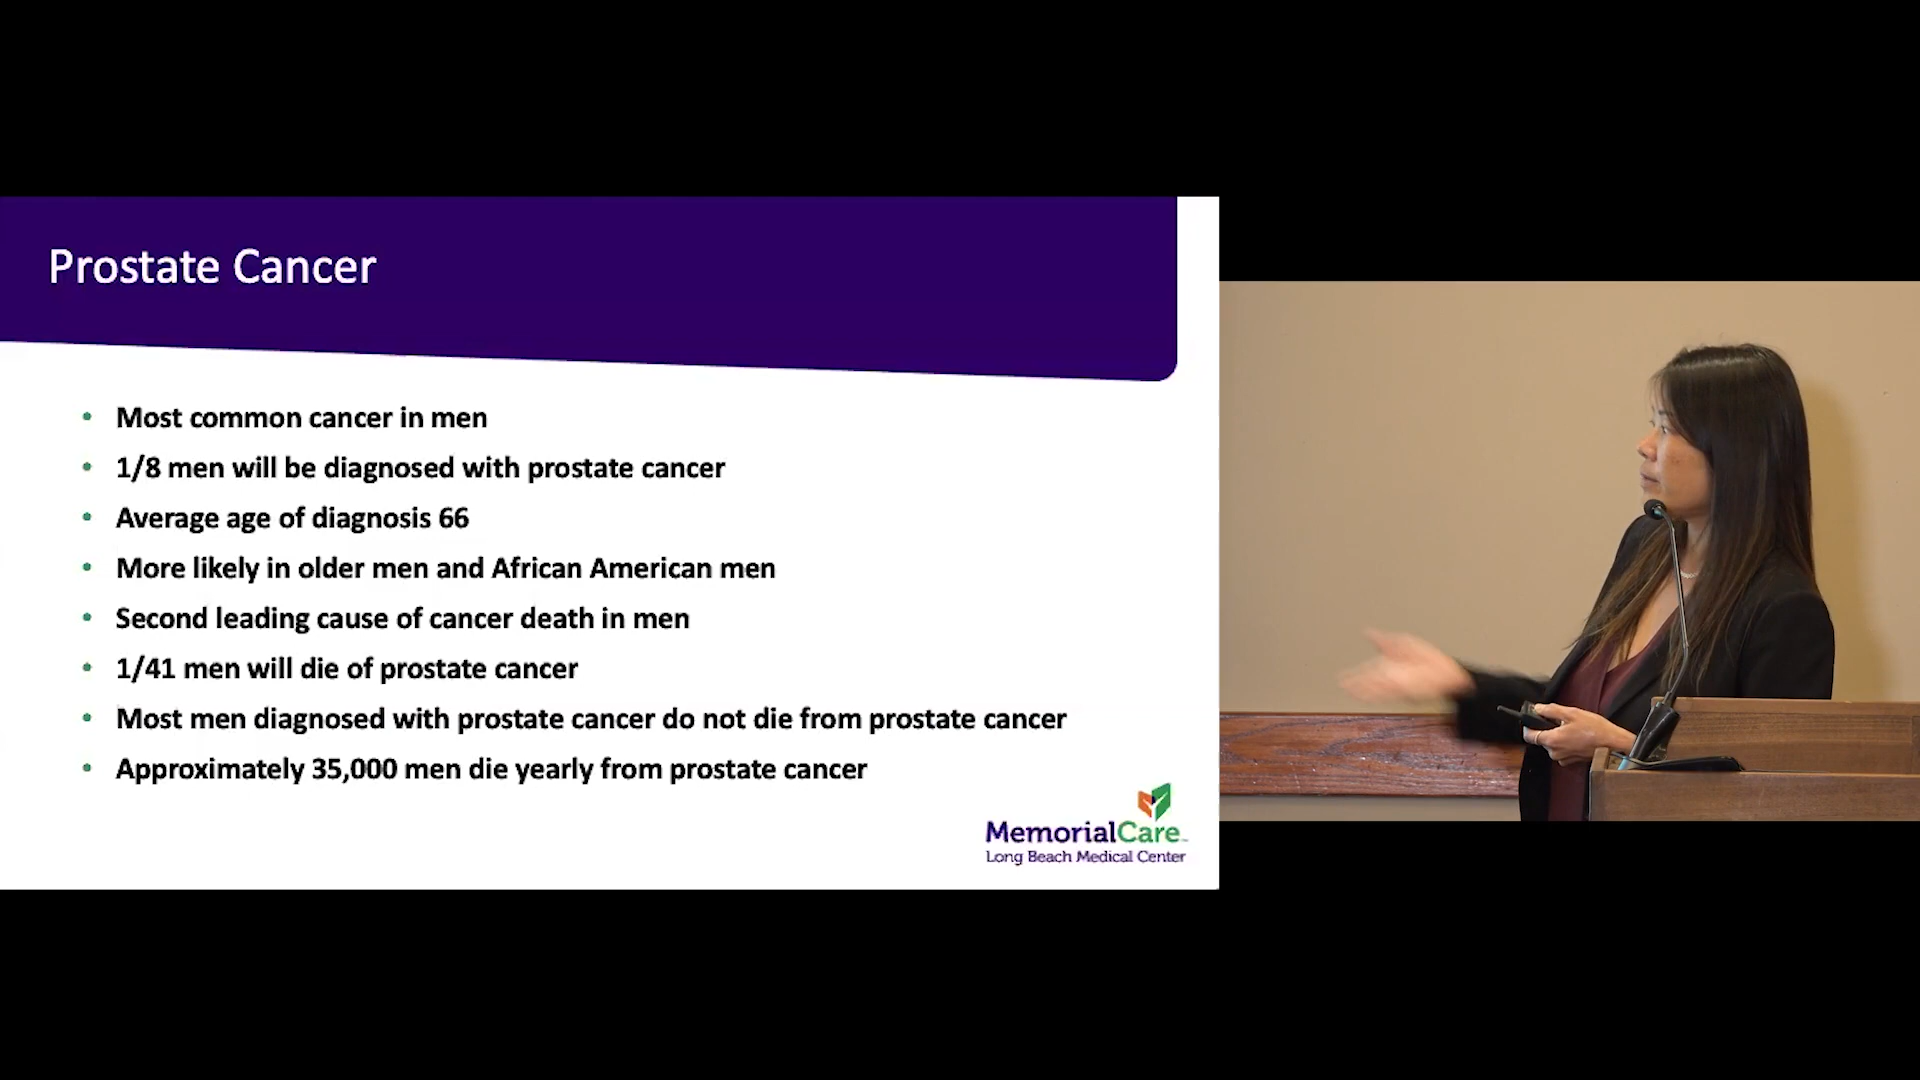 Prostate Cancer
• Most common cancer in men
• 1/8 men will be diagnosed with prostate cancer
• Average age of diagnosis 66
• More likely in older men and African American men
• Second leading cause of cancer death in men
• 1/41 men will die of prostate cancer
• Most men diagnosed with prostate cancer do not die from prostate cancer
• Approximately 35,000 men die yearly from prostate cancer
MemorialCare™
Long Beach Medical Center